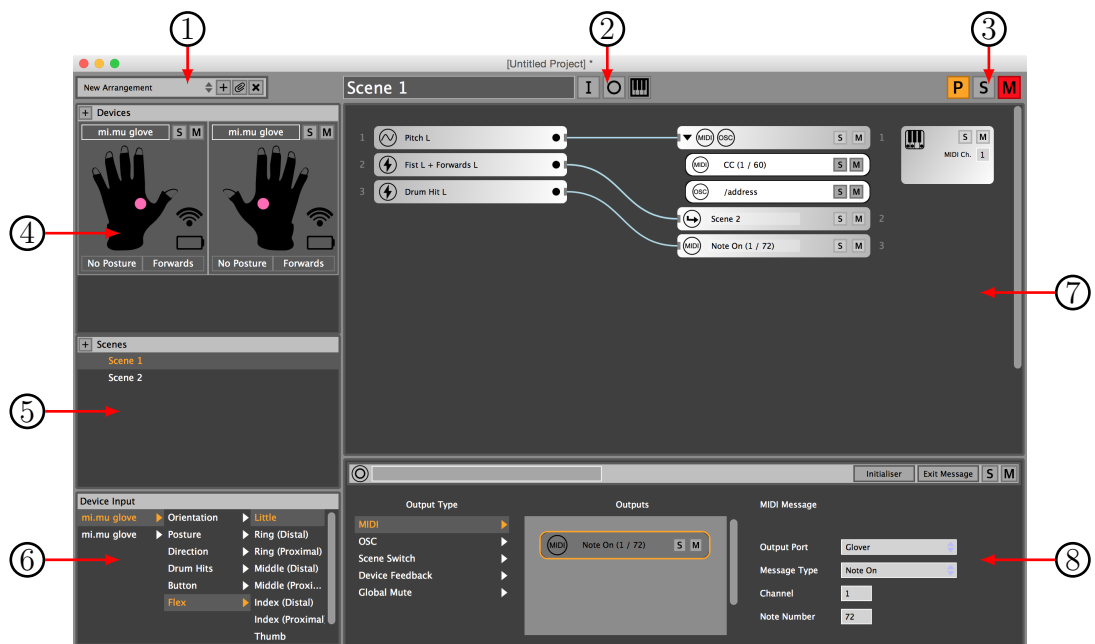 1
2
3
[Untitled Project] *
New Arrangement
Scene 1
I
O
P S M
Devices
mi.mu glove S M
mi.mu glove S M
No Posture Forwards
No Posture Forwards
4
Scenes
Scene 1
Scene 2
5
Device Input
mi.mu glove
mi.mu glove
Orientation
Posture
Direction
Drum Hits
Button
Flex
Little
Ring (Distal)
Ring (Proximal)
Middle (Distal)
Middle (Proxi...
Index (Distal)
Index (Proximal
Thumb
6
1 Pitch L
2 Fist L + Forwards L
3 Drum Hit L
MIDI OSC S M 1
MIDI CC (1 / 60) S M
OSC /address S M
Scene 2 S M 2
MIDI Note On (1 / 72) S M 3
S M
MIDI Ch. 1
7
Initialiser Exit Message S M
Output Type
MIDI
OSC
Scene Switch
Device Feedback
Global Mute
Outputs
MIDI Note On (1 / 72) S M
MIDI Message
Output Port Glover
Message Type Note On
Channel 1
Note Number 72
8